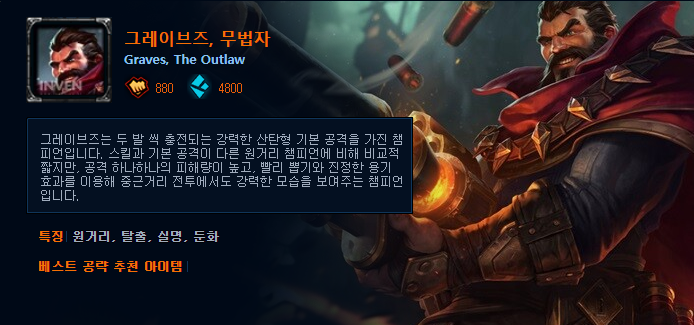 그레이브즈, 무법자
Graves, The Outlaw
880 4800
INVEN
그레이브즈는 두 발 씩 충전되는 강력한 산탄형 기본 공격을 가진 챔
피언입니다. 스킬과 기본 공격이 다른 원거리 챔피언에 비해 비교적
짧지만, 공격 하나하나의 피해량이 높고, 빨리 뽑기와 진정한 용기
효과를 이용해 중근거리 전투에서도 강력한 모습을 보여주는 챔피언
입니다.
특징| 원거리, 탈출, 실명, 둔화
베스트 공략 추천 아이템|